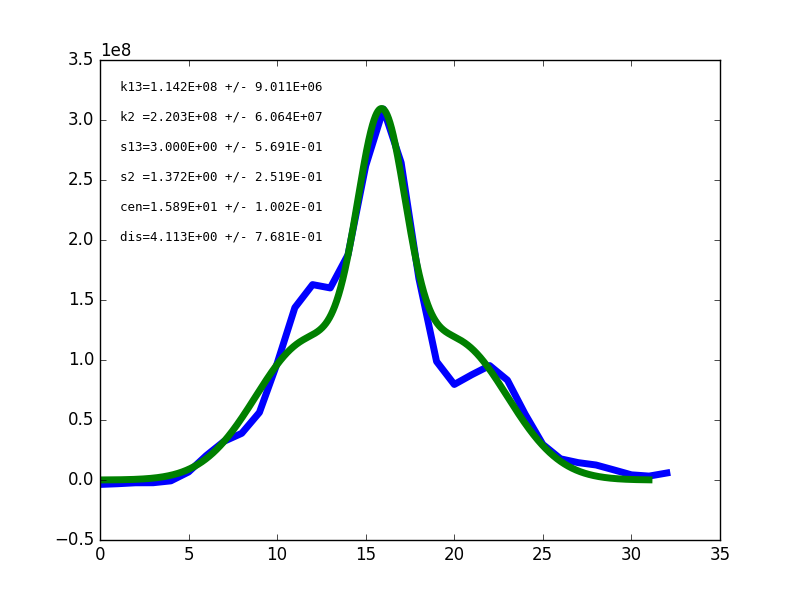 1e8
3.5
k13=1.142E+08 +/- 9.011E+06
3.0
k2 =2.203E+08 +/- 6.064E+07
s13=3.000E+00 +/- 5.691E-01
2.5
s2 =1.372E+00 +/- 2.519E-01
cen=1.589E+01 +/- 1.002E-01
2.0
dis=4.113E+00 +/- 7.681E-01
1.5
1.0
0.5
0.0
−0.5
0 5 10 15 20 25 30 35